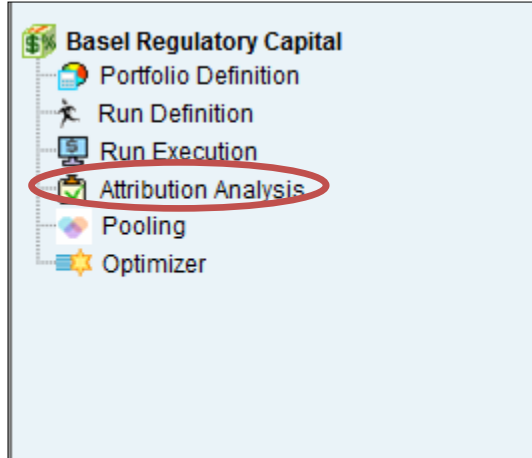 Basel Regulatory Capital
Portfolio Definition
Run Definition
Run Execution
Attribution Analysis
Pooling
Optimizer